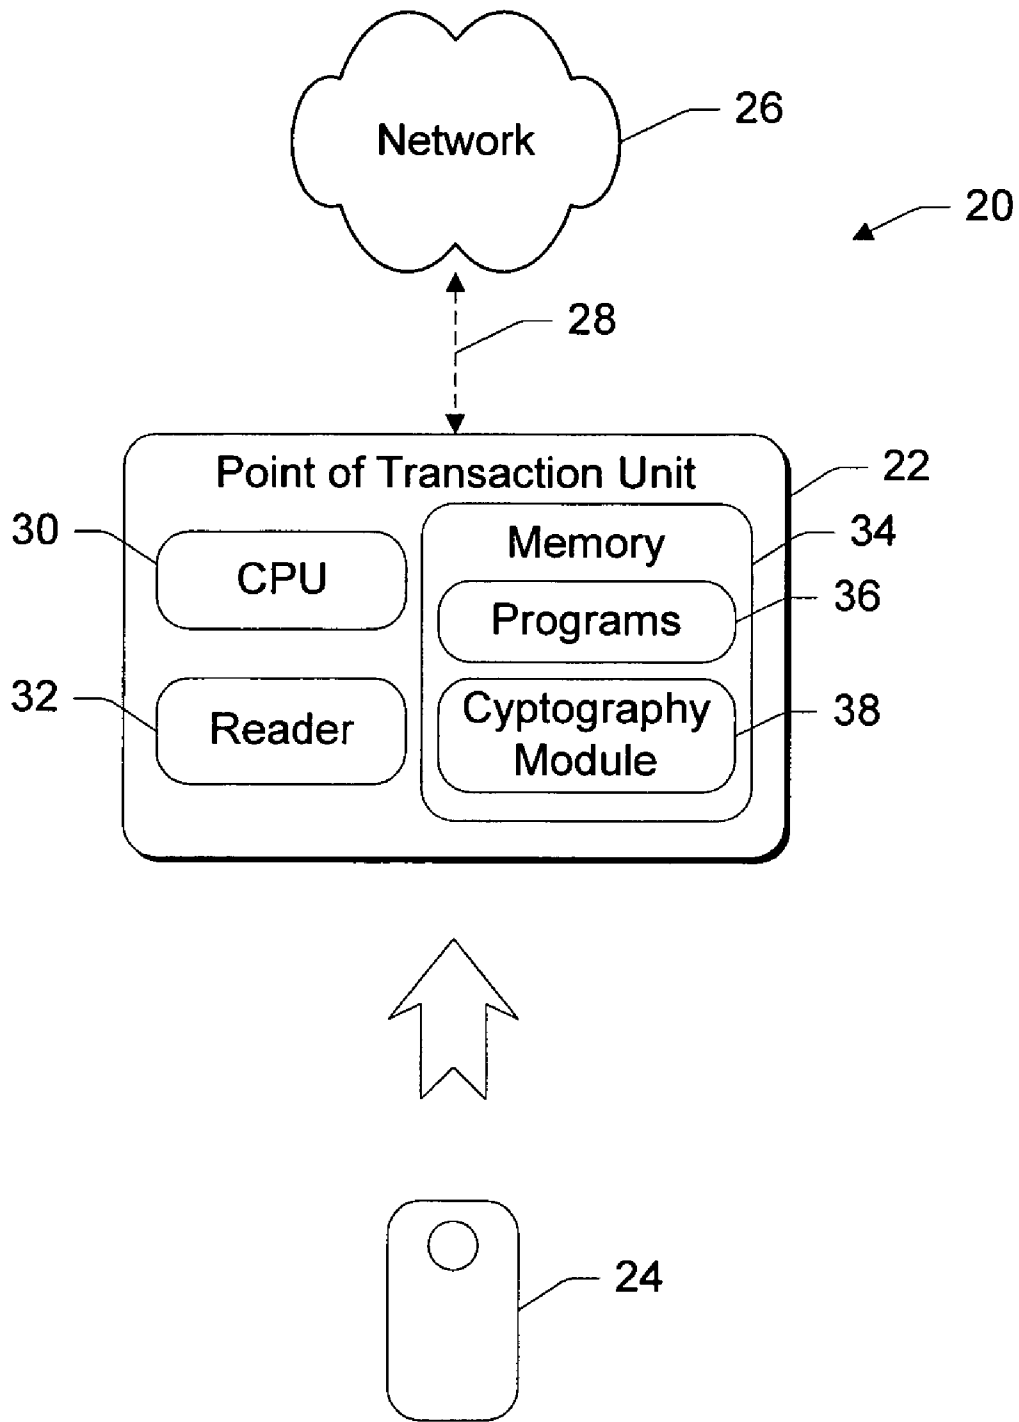 Network
26
20
28
Point of Transaction Unit
22
30
CPU
Memory
34
Programs
36
32
Reader
Cyptography
Module
38
24